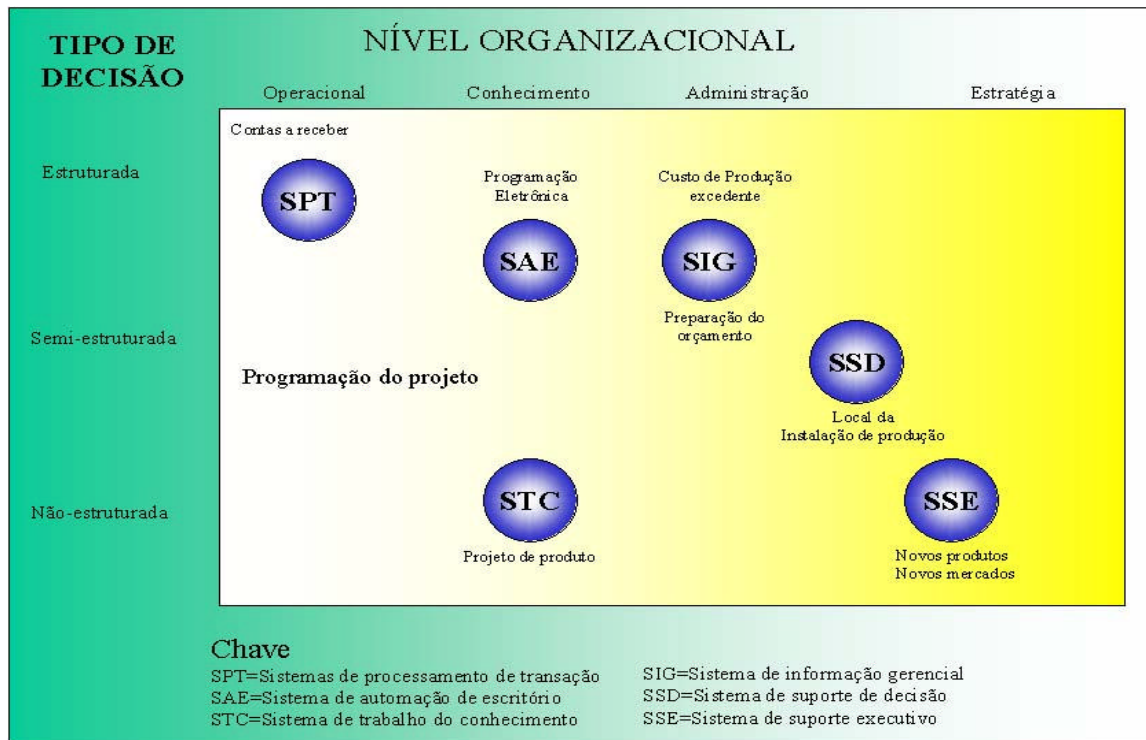 TIPO DE
DECISÃO
NÍVEL ORGANIZACIONAL
Operacional
Conhecimento
Administração
Estratégia
Contas a receber
Estruturada
SPT
Programação
Eletrônica
SAE
Custo de Produção
excedente
SIG
Preparação do
orçamento
Semi-estruturada
Programação do projeto
SSD
Local da
Instalação de produção
Não-estruturada
STC
Projeto de produto
SSE
Novos produtos
Novos mercados
Chave
SPT=Sistemas de processamento de transação
SAE=Sistema de automação de escritório
STC=Sistema de trabalho do conhecimento
SIG=Sistema de informação gerencial
SSD=Sistema de suporte de decisão
SSE=Sistema de suporte executivo